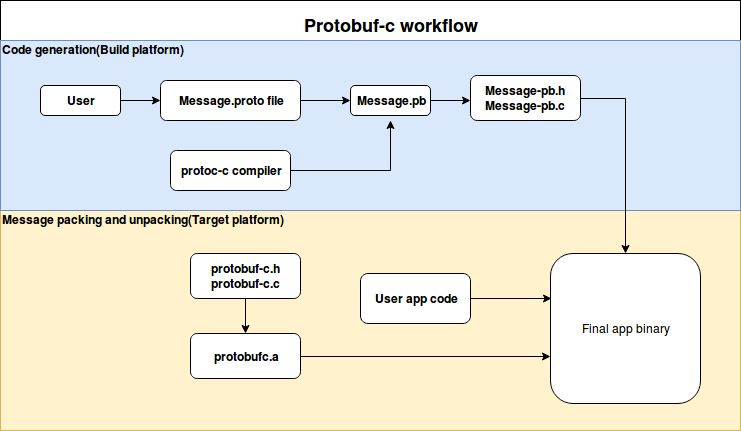 Protobuf-c workflow
Code generation(Build platform)
User
Message.proto file
Message.pb
Message-pb.h
Message-pb.c
protoc-c compiler
Message packing and unpacking(Target platform)
protobuf-c.h
protobuf-c.c
User app code
Final app binary
protobufc.a